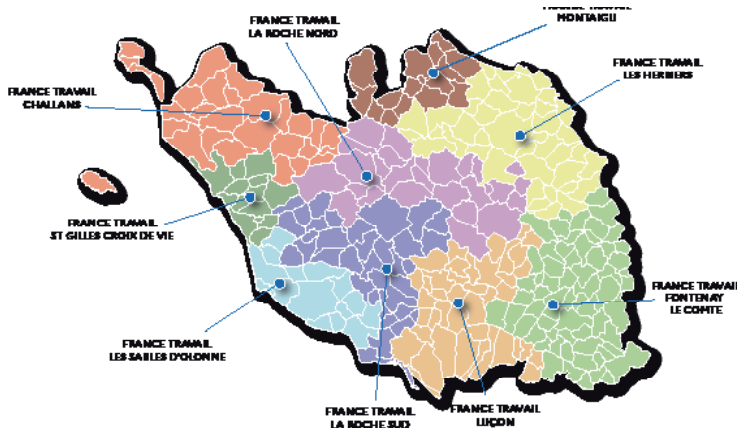 FRANCE TRAVAIL
MONTAIGU
FRANCE TRAVAIL
LA ROCHE NORD
FRANCE TRAVAIL
LES HERBIERS
FRANCE TRAVAIL
CHALLANS
FRANCE TRAVAIL
ST GILLES CROIX DE VIE
FRANCE TRAVAIL
FONTENAY
LE COMTE
FRANCE TRAVAIL
LES SABLES D'OLONNE
FRANCE TRAVAIL
LA ROCHE SUD
FRANCE TRAVAIL
LUÇON